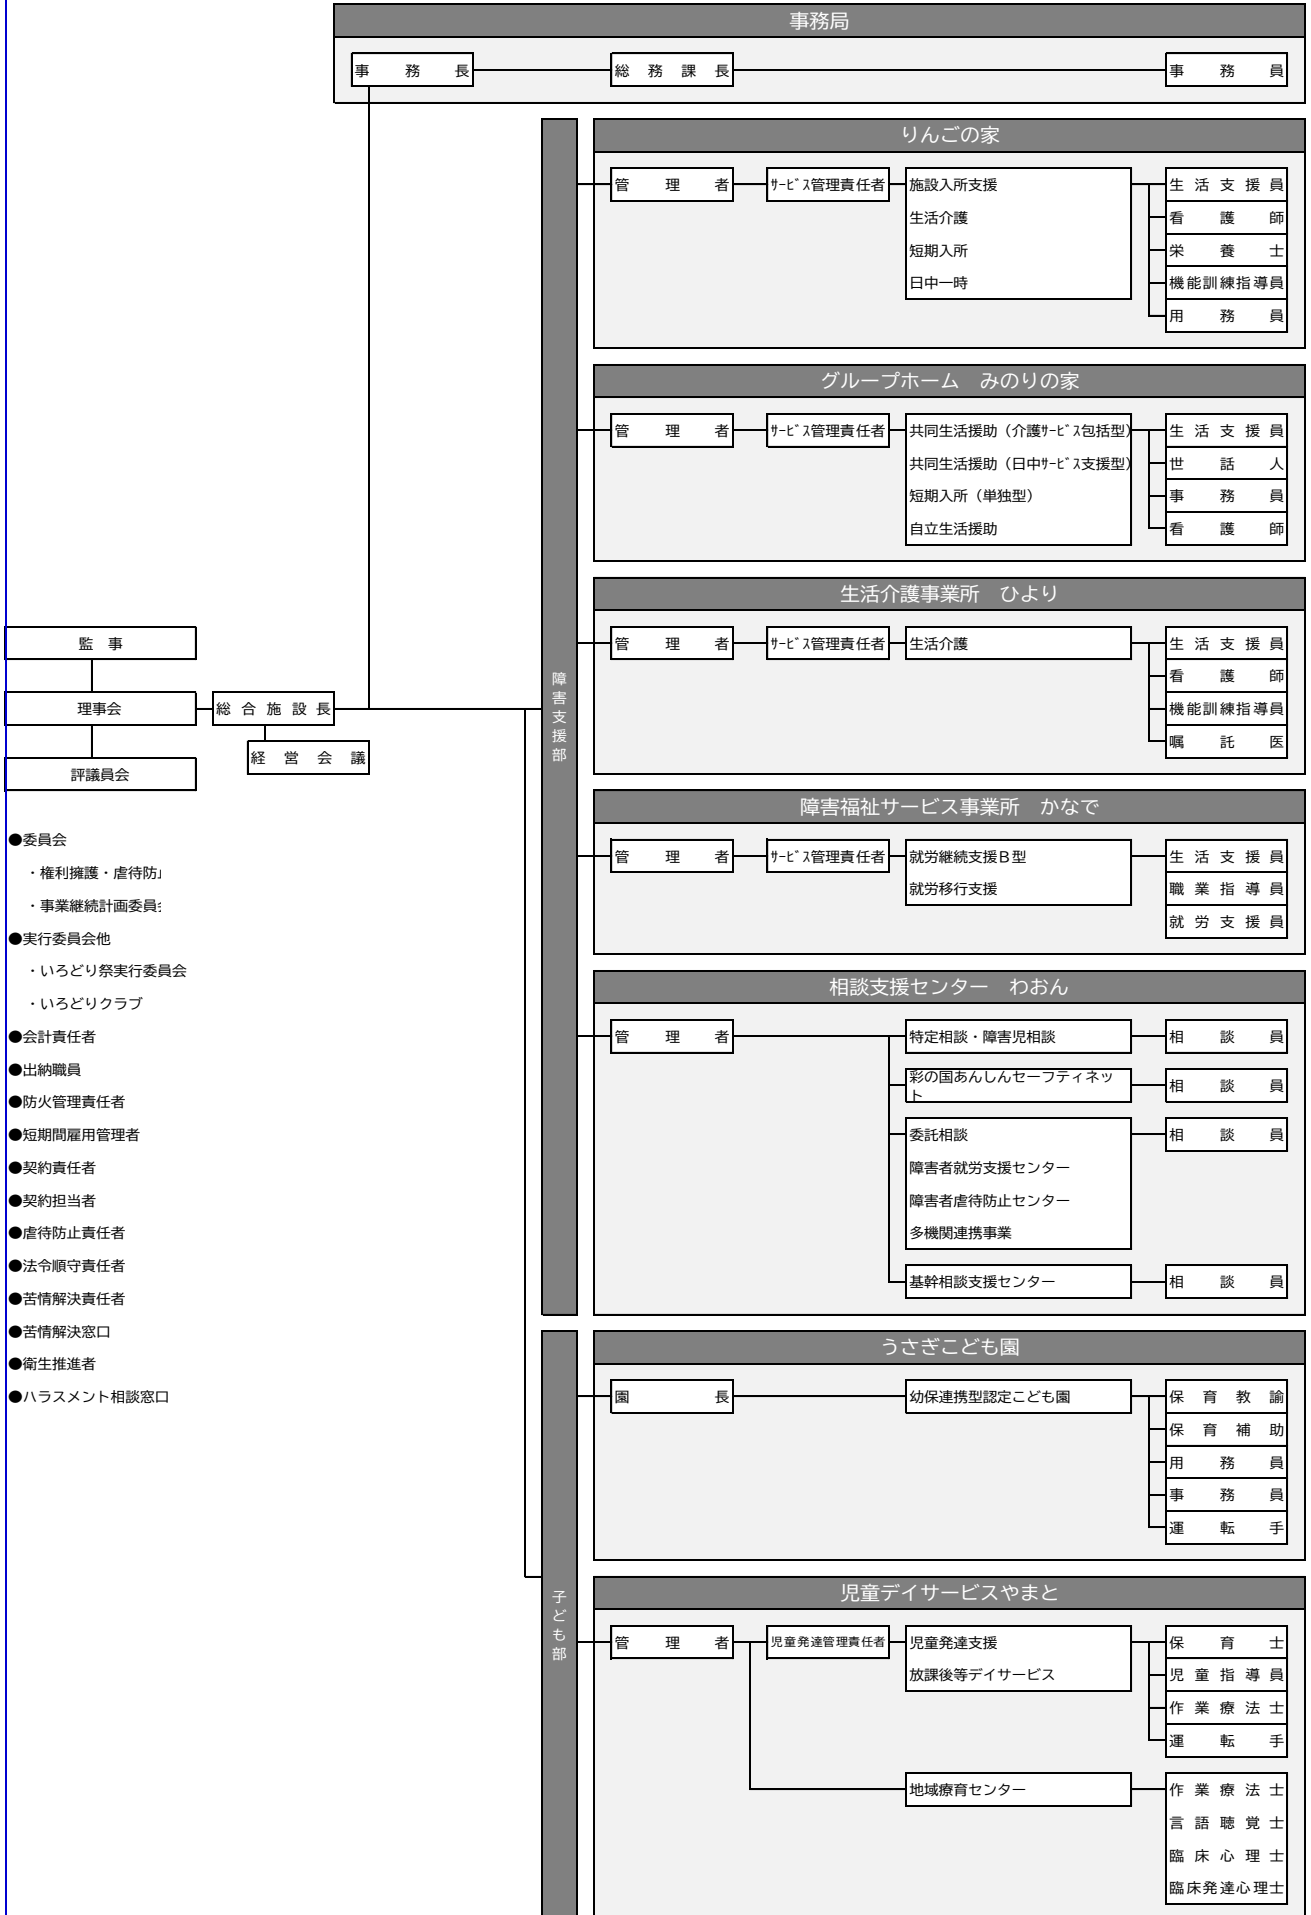 事務局
事務長
総務課長
事務員
障害支援部
りんごの家
管理者
ｻｰﾋﾞｽ管理責任者
施設入所支援
生活介護
短期入所
日中一時
生活支援員
看護師
栄養士
機能訓練指導員
用務員
グループホーム　みのりの家
管理者
ｻｰﾋﾞｽ管理責任者
共同生活援助（介護ｻｰﾋﾞｽ包括型）
共同生活援助（日中ｻｰﾋﾞｽ支援型）
短期入所（単独型）
自立生活援助
生活支援員
世話人
事務員
看護師
生活介護事業所　ひより
管理者
ｻｰﾋﾞｽ管理責任者
生活介護
生活支援員
看護師
機能訓練指導員
嘱託医
監　事
理事会
評議員会
総合施設長
経営会議
障害福祉サービス事業所　かなで
管理者
ｻｰﾋﾞｽ管理責任者
就労継続支援Ｂ型
就労移行支援
生活支援員
職業指導員
就労支援員
●委員会
・権利擁護・虐待防
・事業継続計画委員
●実行委員会他
・いろどり祭実行委員会
・いろどりクラブ
●会計責任者
●出納職員
●防火管理責任者
●短期間雇用管理者
●契約責任者
●契約担当者
●虐待防止責任者
●法令順守責任者
●苦情解決責任者
●苦情解決窓口
●衛生推進者
●ハラスメント相談窓口
相談支援センター　わおん
管理者
特定相談・障害児相談
相談員
彩の国あんしんセーフティネッ
ト
相談員
委託相談
障害者就労支援センター
障害者虐待防止センター
多機関連携事業
相談員
基幹相談支援センター
相談員
子ども部
うさぎこども園
園長
幼保連携型認定こども園
保育教諭
保育補助
用務員
事務員
運転手
児童デイサービスやまと
管理者
児童発達管理責任者
児童発達支援
放課後等デイサービス
保育士
児童指導員
作業療法士
運転手
地域療育センター
作業療法士
言語聴覚士
臨床心理士
臨床発達心理士